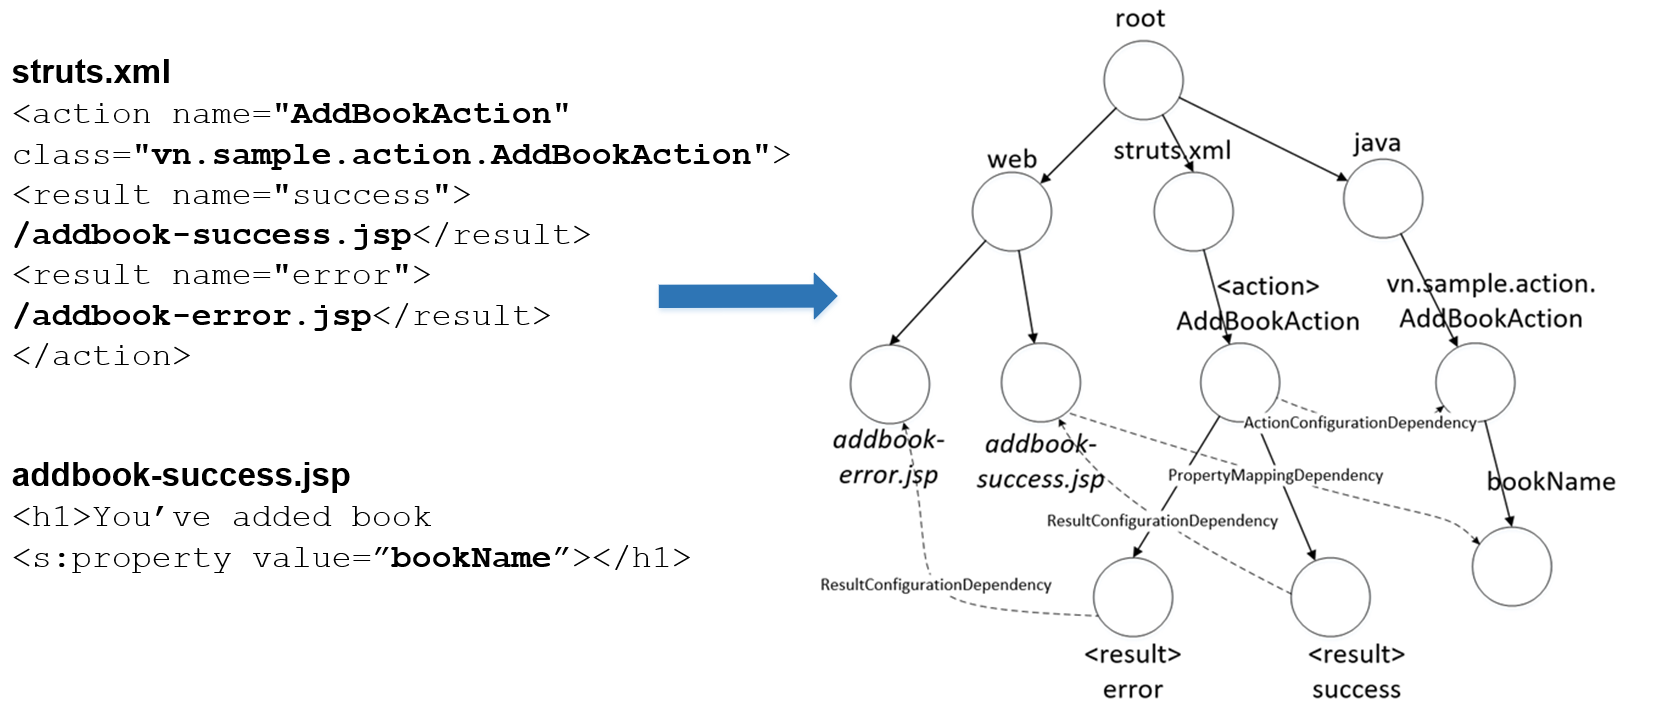 struts.xml
<action name="AddBookAction"
class="vn.sample.action.AddBookAction">
<result name="success">
/addbook-success.jsp</result>
<result name="error">
/addbook-error.jsp</result>
</action>
addbook-success.jsp
<h1>You’ve added book
<s:property value=”bookName”></h1>
root
web
struts.xml
java
<action>
AddBookAction
vn.sample.action.
AddBookAction
addbook-
error.jsp
addbook-
success.jsp
ActionConfigurationDependency
PropertyMappingDependency
bookName
ResultConfigurationDependency
ResultConfigurationDependency
<result>
error
<result>
success